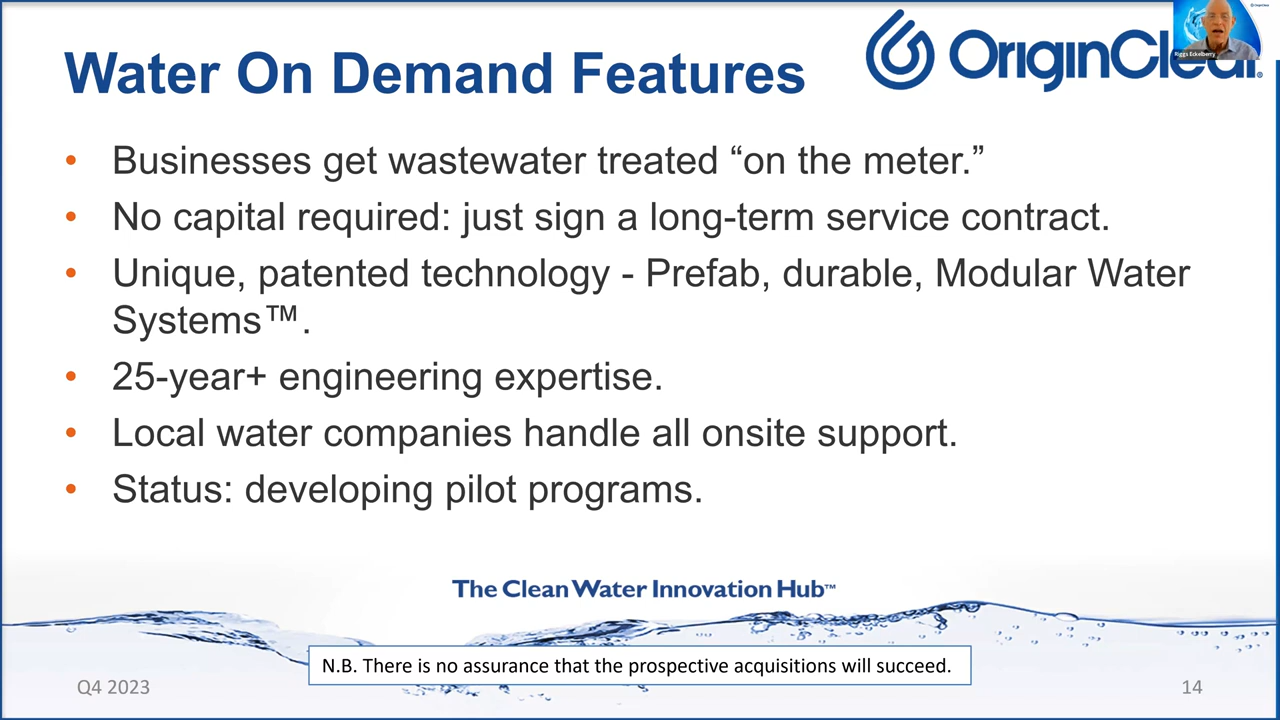 Water On Demand Features
OriginClear®
Riggs Eckelberry
• Businesses get wastewater treated “on the meter.”
• No capital required: just sign a long-term service contract.
• Unique, patented technology - Prefab, durable, Modular Water
Systems™.
• 25-year+ engineering expertise.
• Local water companies handle all onsite support.
• Status: developing pilot programs.
The Clean Water Innovation Hub™
N.B. There is no assurance that the prospective acquisitions will succeed.
Q4 2023
14